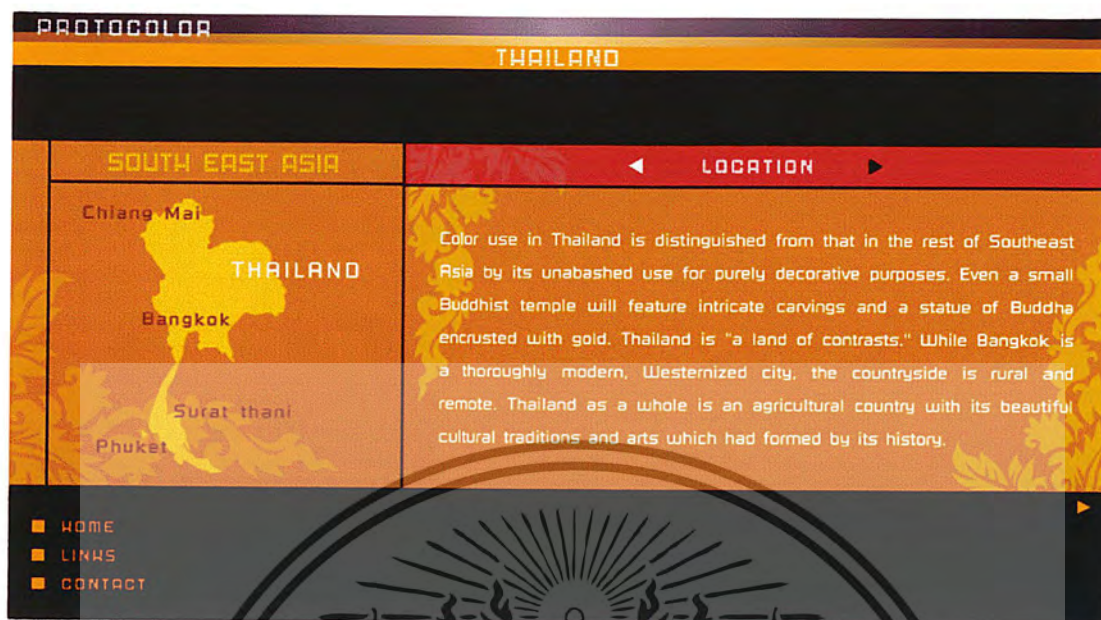 PROTOCOLOR
THAILAND
SOUTH EAST ASIA
LOCATION
Chiang Mai
THAILAND
Bangkok
Surat thani
Phuket
Color use in Thailand is distinguished from that in the rest of Southeast
Asia by its unabashed use for purely decorative purposes. Even a small
Buddhist temple will feature intricate carvings and a statue of Buddha
encrusted with gold. Thailand is "a land of contrasts." While Bangkok is
a thoroughly modern, Westernized city, the countryside is rural and
remote. Thailand as a whole is an agricultural country with its beautiful
cultural traditions and arts which had formed by its history.
HOME
LINKS
CONTACT